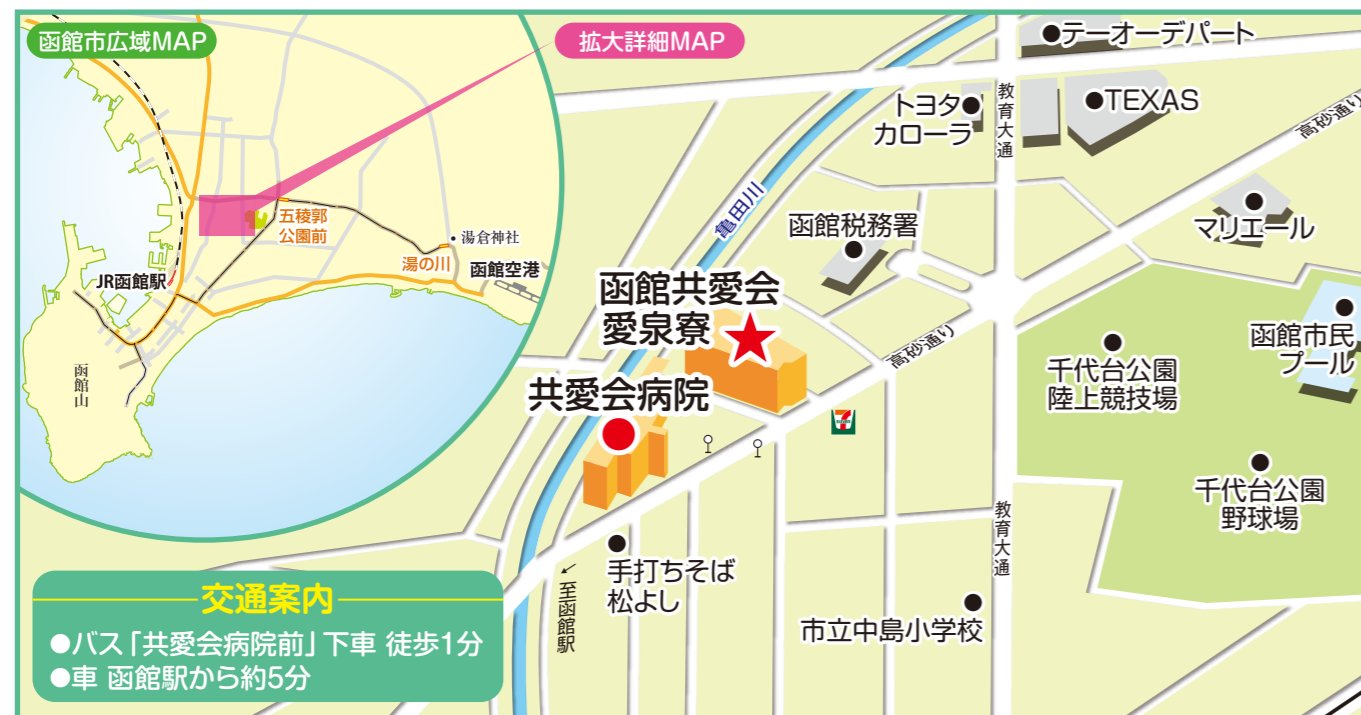 函館市広域MAP
拡大詳細MAP
五稜郭
公園前
湯倉神社
湯の川
函館空港
JR函館駅
函館山
●テーオーデパート
トヨタ●
カローラ
●TEXAS
教育大通
高砂通り
マリエール
亀田川
函館税務署
函館共愛会
愛泉寮
共愛会病院
高砂通り
千代台公園
陸上競技場
函館市民
プール
千代台公園
野球場
教育大通
手打ちそば
松よし
←至函館駅
市立中島小学校
交通案内
●バス「共愛会病院前」下車 徒歩1分
●車 函館駅から約5分